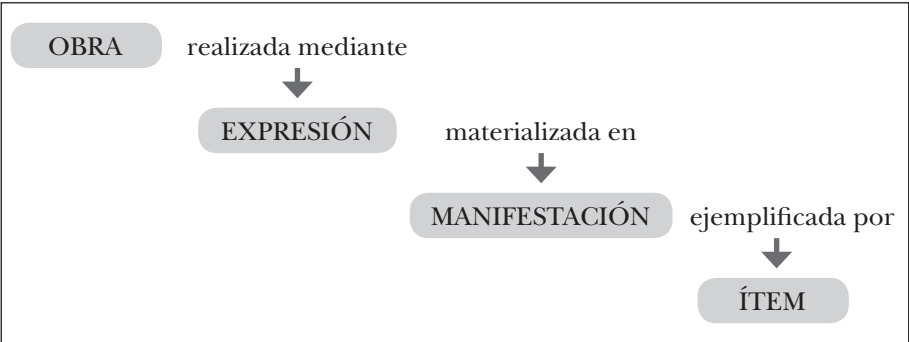 OBRA realizada mediante
EXPRESIÓN materializada en
MANIFESTACIÓN ejemplificada por
ÍTEM